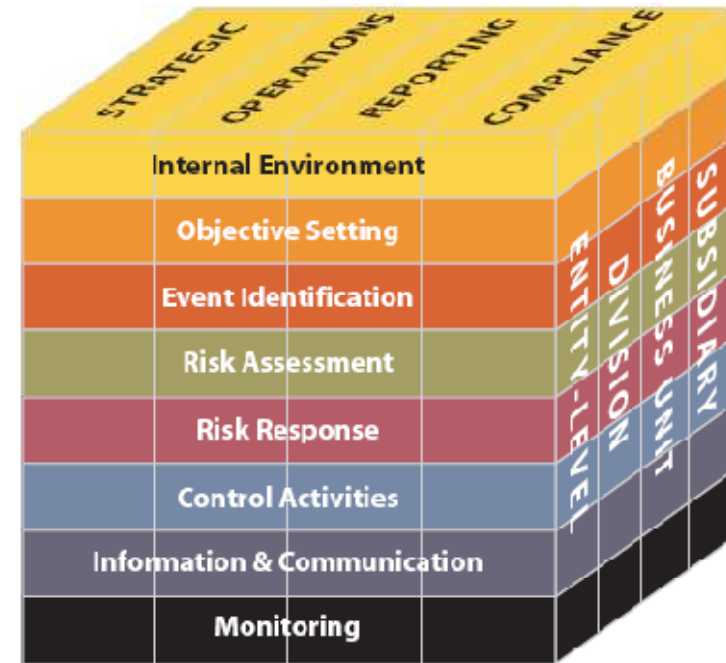 STRATEGIC
OPERATIONS
REPORTING
COMPLIANCE
Internal Environment
Objective Setting
Event Identification
Risk Assessment
Risk Response
Control Activities
Information & Communication
Monitoring
ENTITY-LEVEL
DIVISION
BUSINESS UNIT
SUBSIDIARY